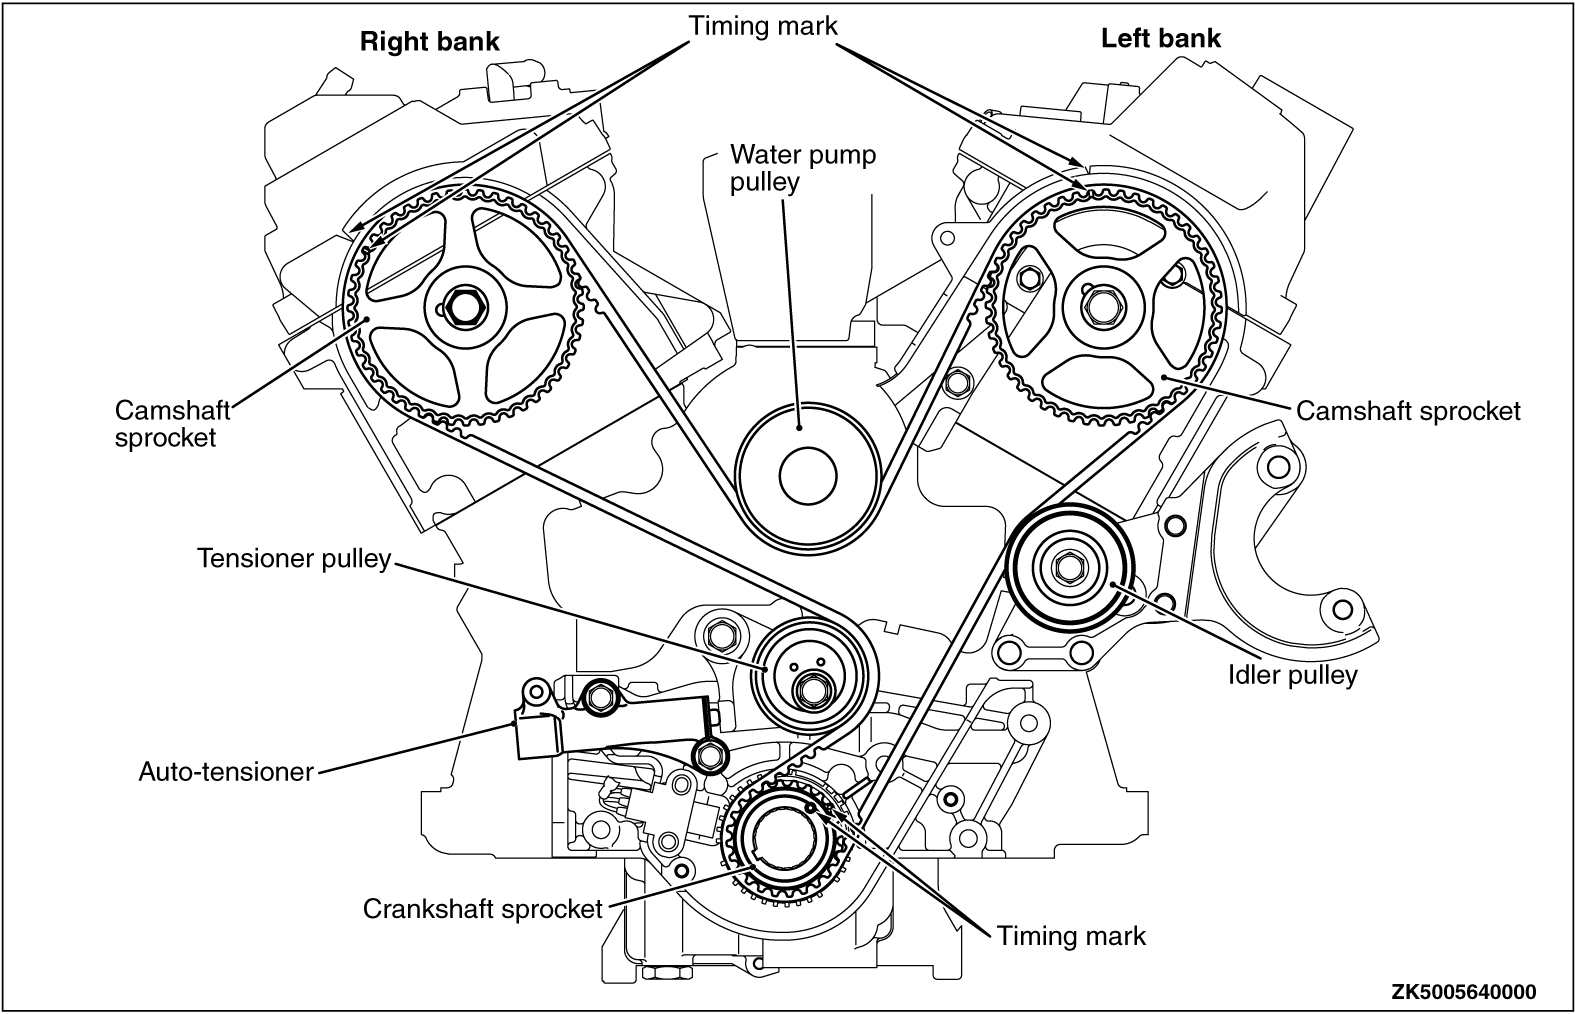 Timing mark
Right bank
Left bank
Water pump
pulley
Camshaft
sprocket
Camshaft sprocket
Tensioner pulley
Idler pulley
Auto-tensioner
Crankshaft sprocket
Timing mark
ZK5005640000